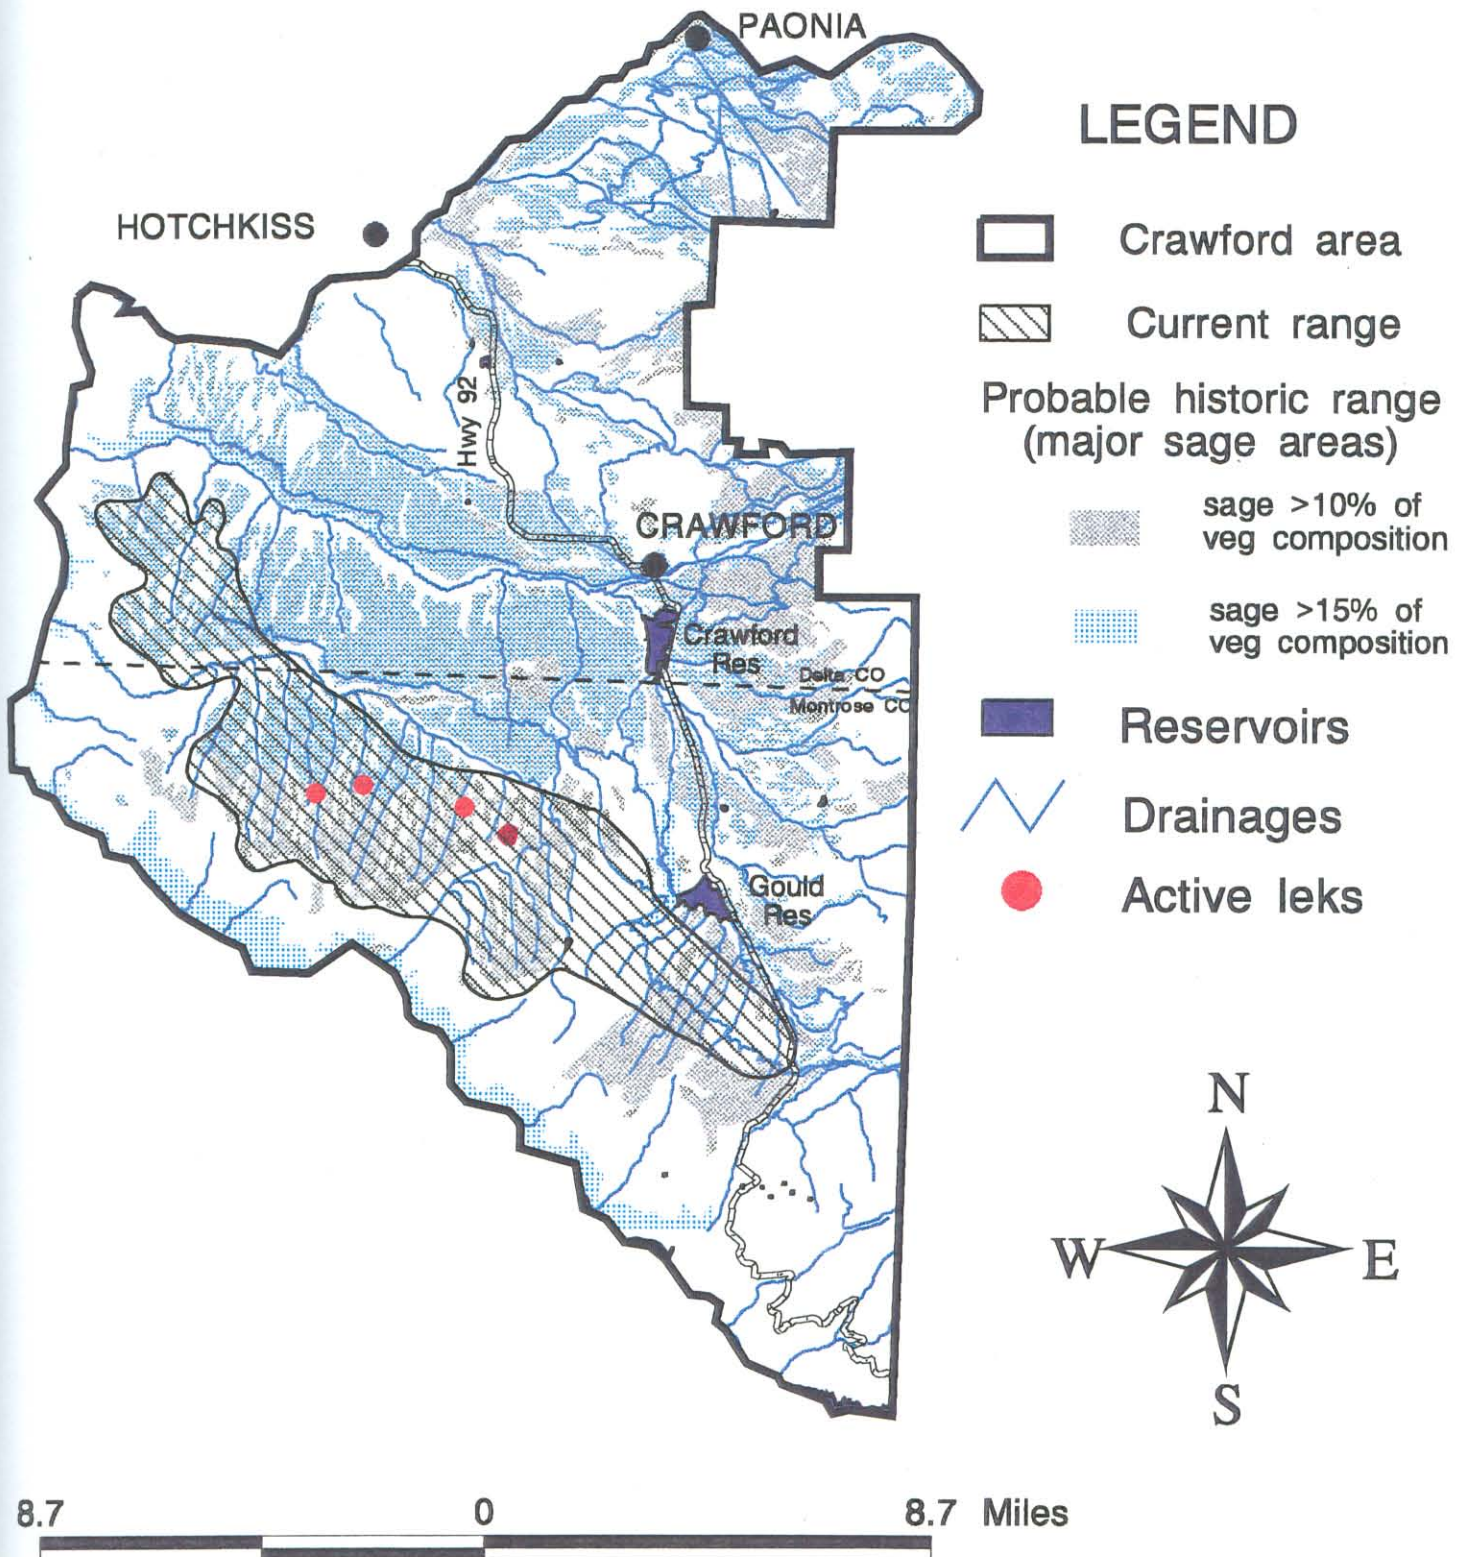 PAONIA
LEGEND
HOTCHKISS
Crawford area
Current range
Hwy 92
Probable historic range
(major sage areas)
sage >10% of
veg composition
CRAWFORD
sage >15% of
veg composition
Crawford
Res
Delta CO
Montrose CO
Reservoirs
Drainages
Gould
Res
Active leks
N
W
E
S
8.7
0
8.7 Miles